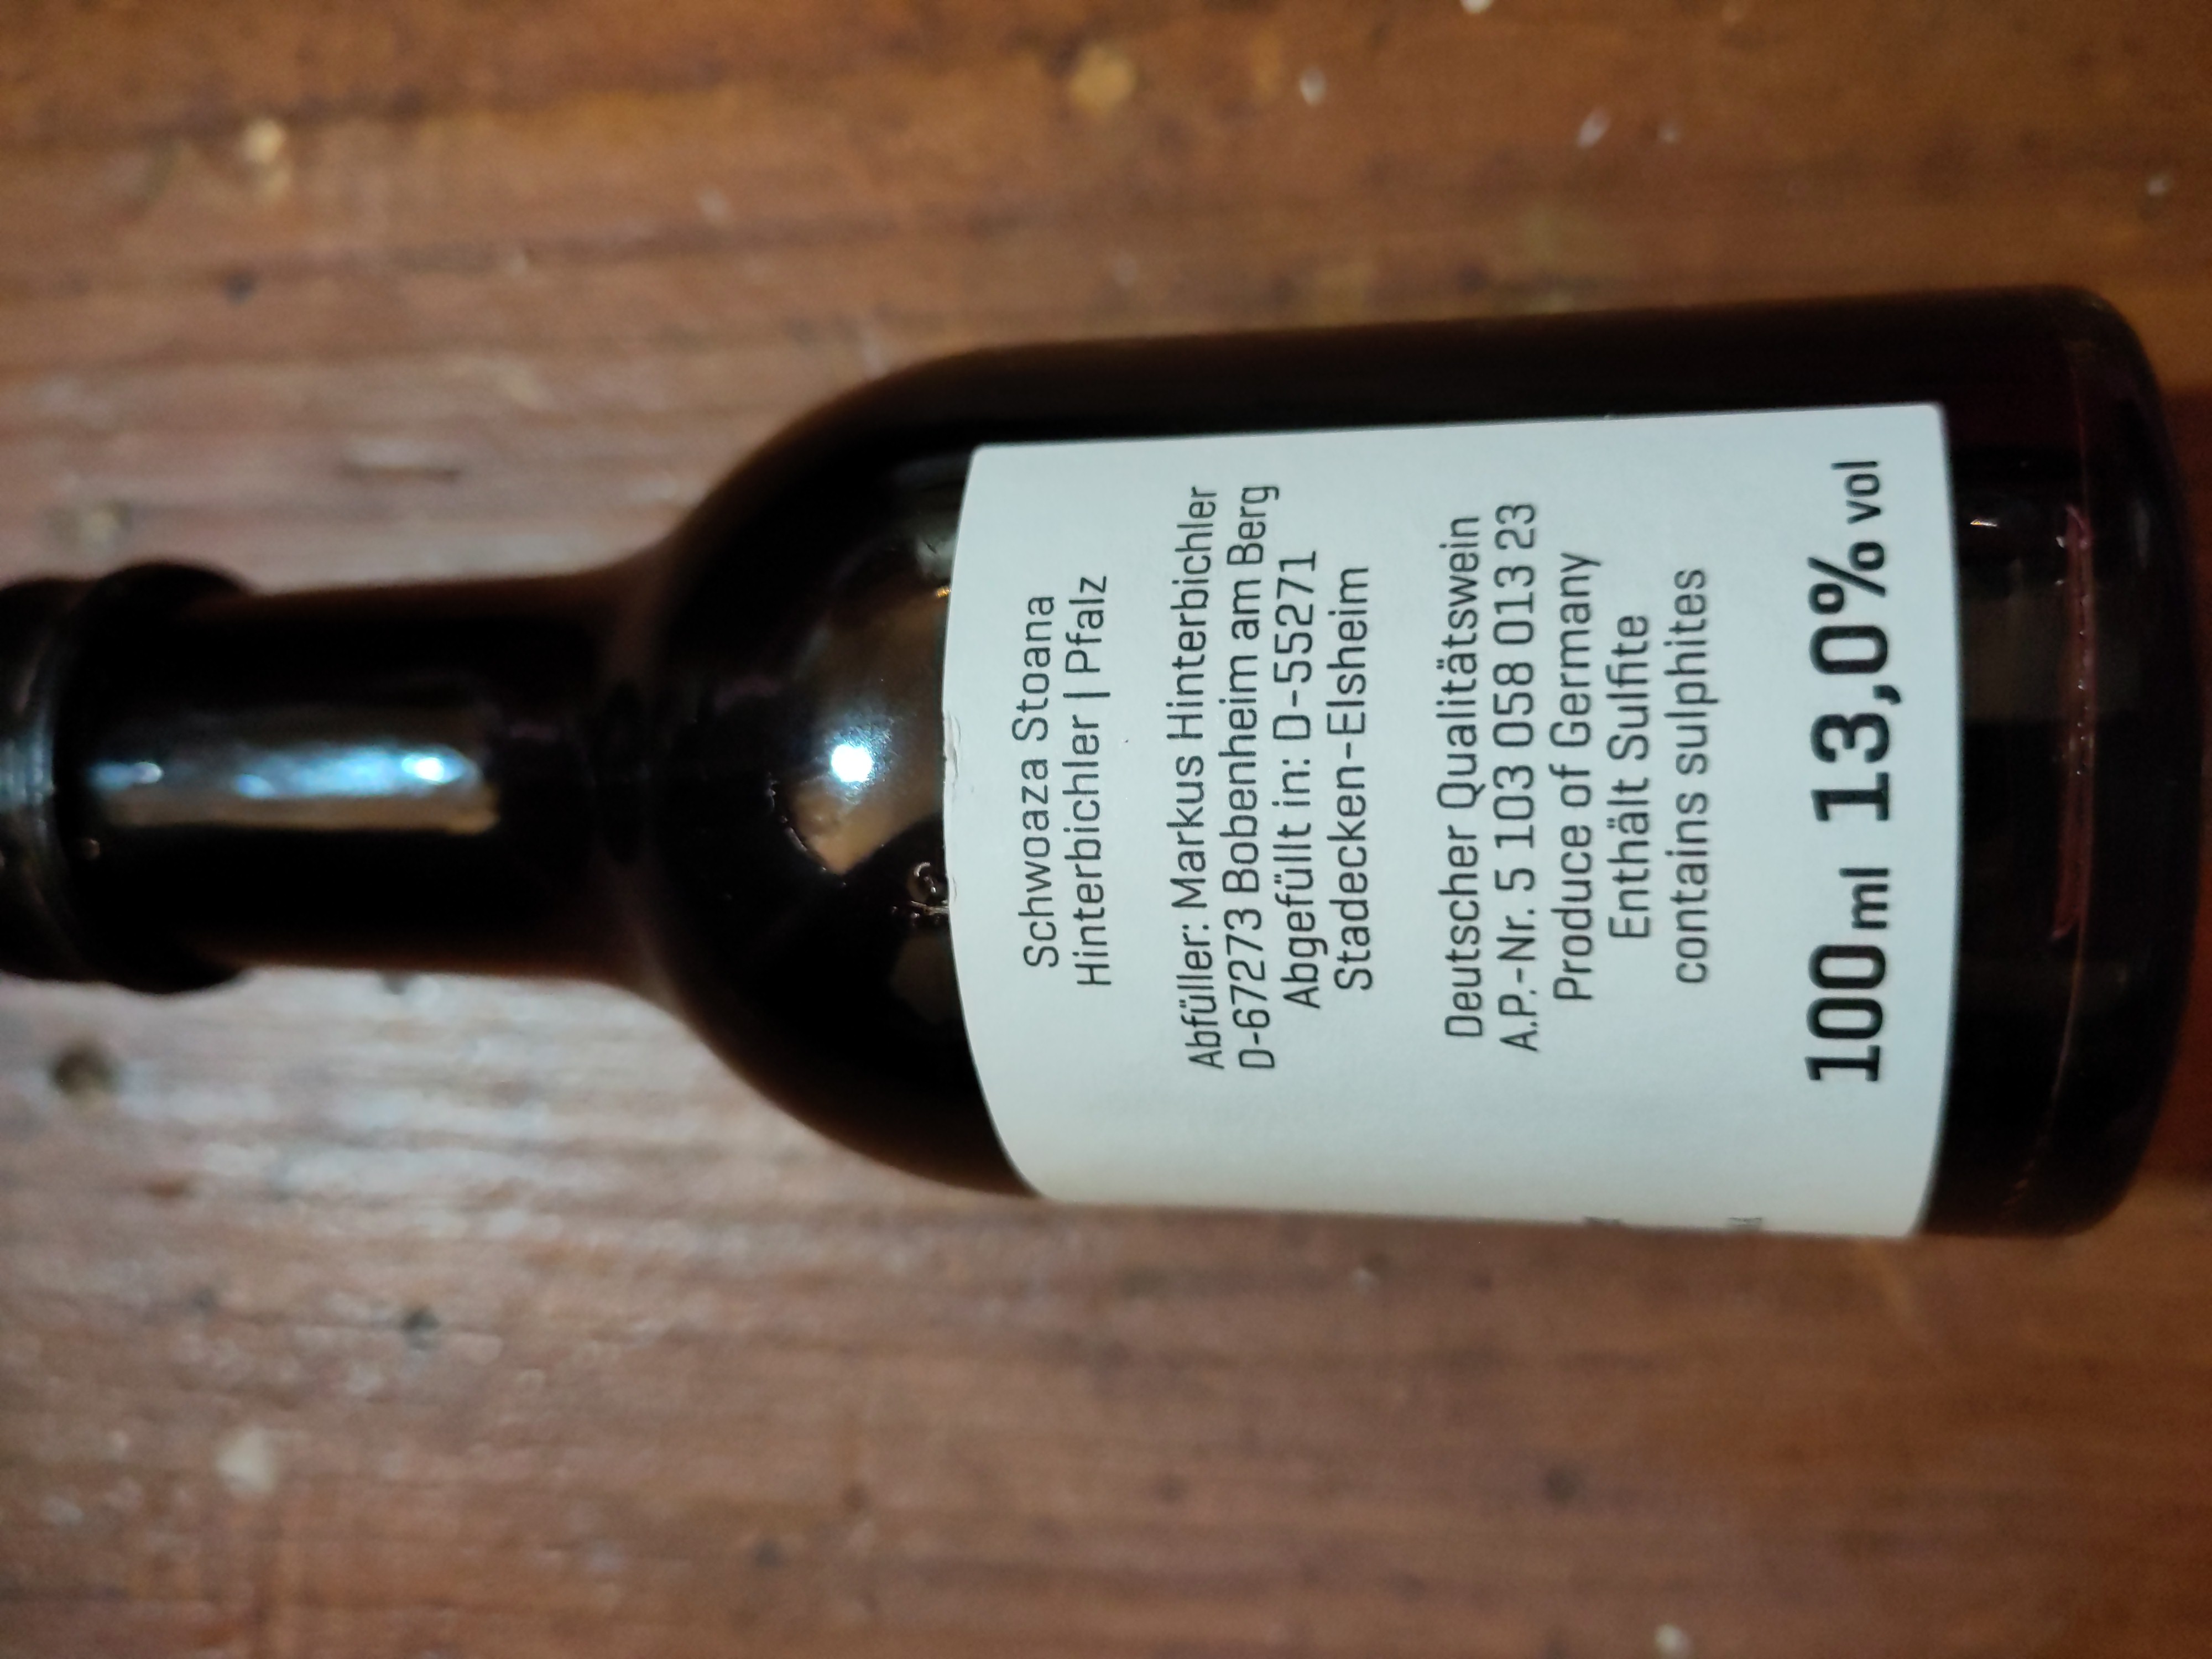 Schwoaza Stoana
Hinterbichler | Pfalz
Abfüller: Markus Hinterbichler
D-67273 Bobenheim am Berg
Abgefüllt in: D-55271
Stadecken-Elsheim
Deutscher Qualitätswein
A.P.-Nr. 5 103 058 013 23
Produce of Germany
Enthält Sulfite
contains sulphites
100 ml 13,0% vol